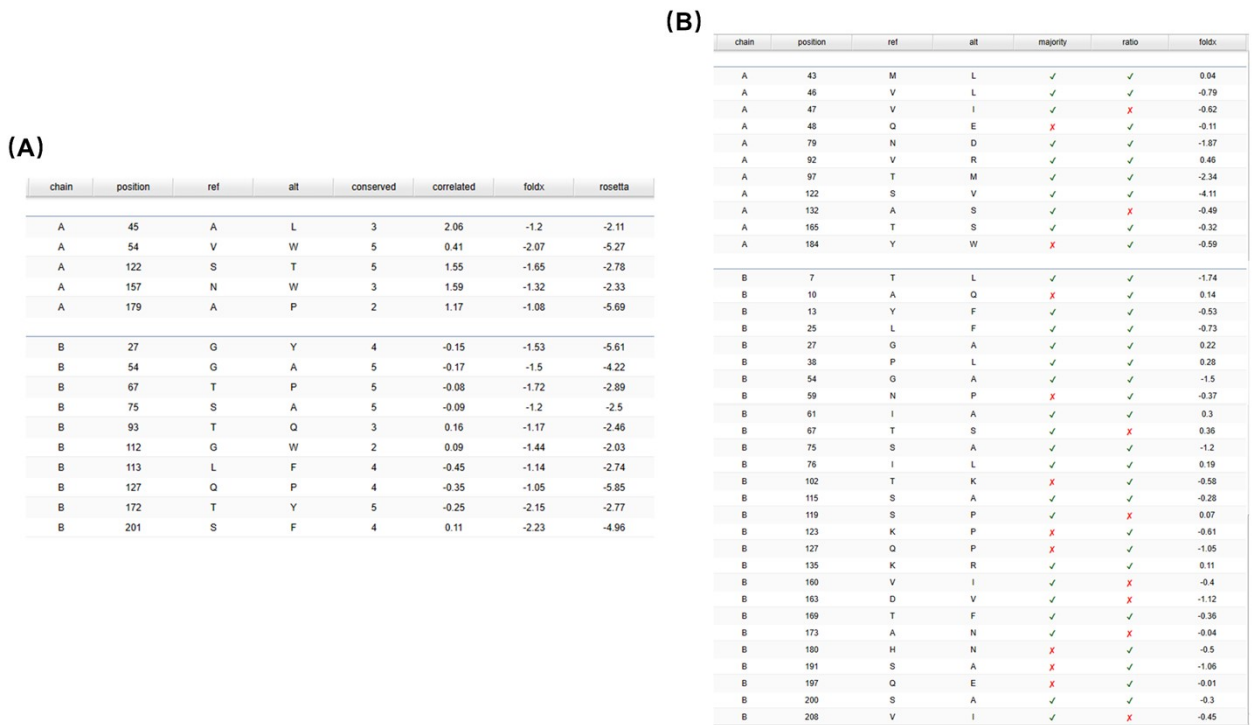 (A)
chain position ref alt conserved correlated foldx rosetta
A 45 A L 3 2.06 -1.2 -2.11
A 54 V W 5 0.41 -2.07 -5.27
A 122 S T 5 1.55 -1.65 -2.78
A 157 N W 3 1.59 -1.32 -2.33
A 179 A P 2 1.17 -1.08 -5.69
B 27 G Y 4 -0.15 -1.53 -5.61
B 54 G A 5 -0.17 -1.5 -4.22
B 67 T P 5 -0.08 -1.72 -2.89
B 75 S A 5 -0.09 -1.2 -2.5
B 93 T Q 3 0.16 -1.17 -2.46
B 112 G W 2 0.09 -1.44 -2.03
B 113 L F 4 -0.45 -1.14 -2.74
B 127 Q P 4 -0.35 -1.05 -5.85
B 172 T Y 5 -0.25 -2.15 -2.77
B 201 S F 4 0.11 -2.23 -4.96
(B)
chain position ref alt majority ratio foldx
A 43 M L ✓ ✓ 0.04
A 46 V L ✓ ✓ -0.79
A 47 V I ✓ ✗ -0.62
A 48 Q E ✗ ✓ -0.11
A 79 N D ✓ ✓ -1.87
A 92 V R ✓ ✓ 0.46
A 97 T M ✓ ✓ -2.34
A 122 S V ✓ ✓ -4.11
A 132 A S ✓ ✗ -0.49
A 165 T S ✓ ✓ -0.32
A 184 Y W ✗ ✓ -0.59
B 7 T L ✓ ✓ -1.74
B 10 A Q ✗ ✓ 0.14
B 13 Y F ✓ ✓ -0.53
B 25 L F ✓ ✓ -0.73
B 27 G A ✓ ✓ 0.22
B 38 P L ✓ ✓ 0.28
B 54 G A ✓ ✓ -1.5
B 59 N P ✗ ✓ -0.37
B 61 I A ✓ ✓ 0.3
B 67 T S ✓ ✗ 0.36
B 75 S A ✓ ✓ -1.2
B 76 I L ✓ ✓ 0.19
B 102 T K ✗ ✓ -0.58
B 115 S A ✓ ✓ -0.28
B 119 S P ✓ ✗ 0.07
B 123 K P ✗ ✓ -0.61
B 127 Q P ✗ ✓ -1.05
B 135 K R ✓ ✓ 0.11
B 160 V I ✓ ✗ -0.4
B 163 D V ✓ ✗ -1.12
B 169 T F ✓ ✓ -0.36
B 173 A N ✓ ✗ -0.04
B 180 H N ✗ ✓ -0.5
B 191 S A ✗ ✓ -1.06
B 197 Q E ✗ ✓ -0.01
B 200 S A ✓ ✓ -0.3
B 208 V I ✓ ✗ -0.45